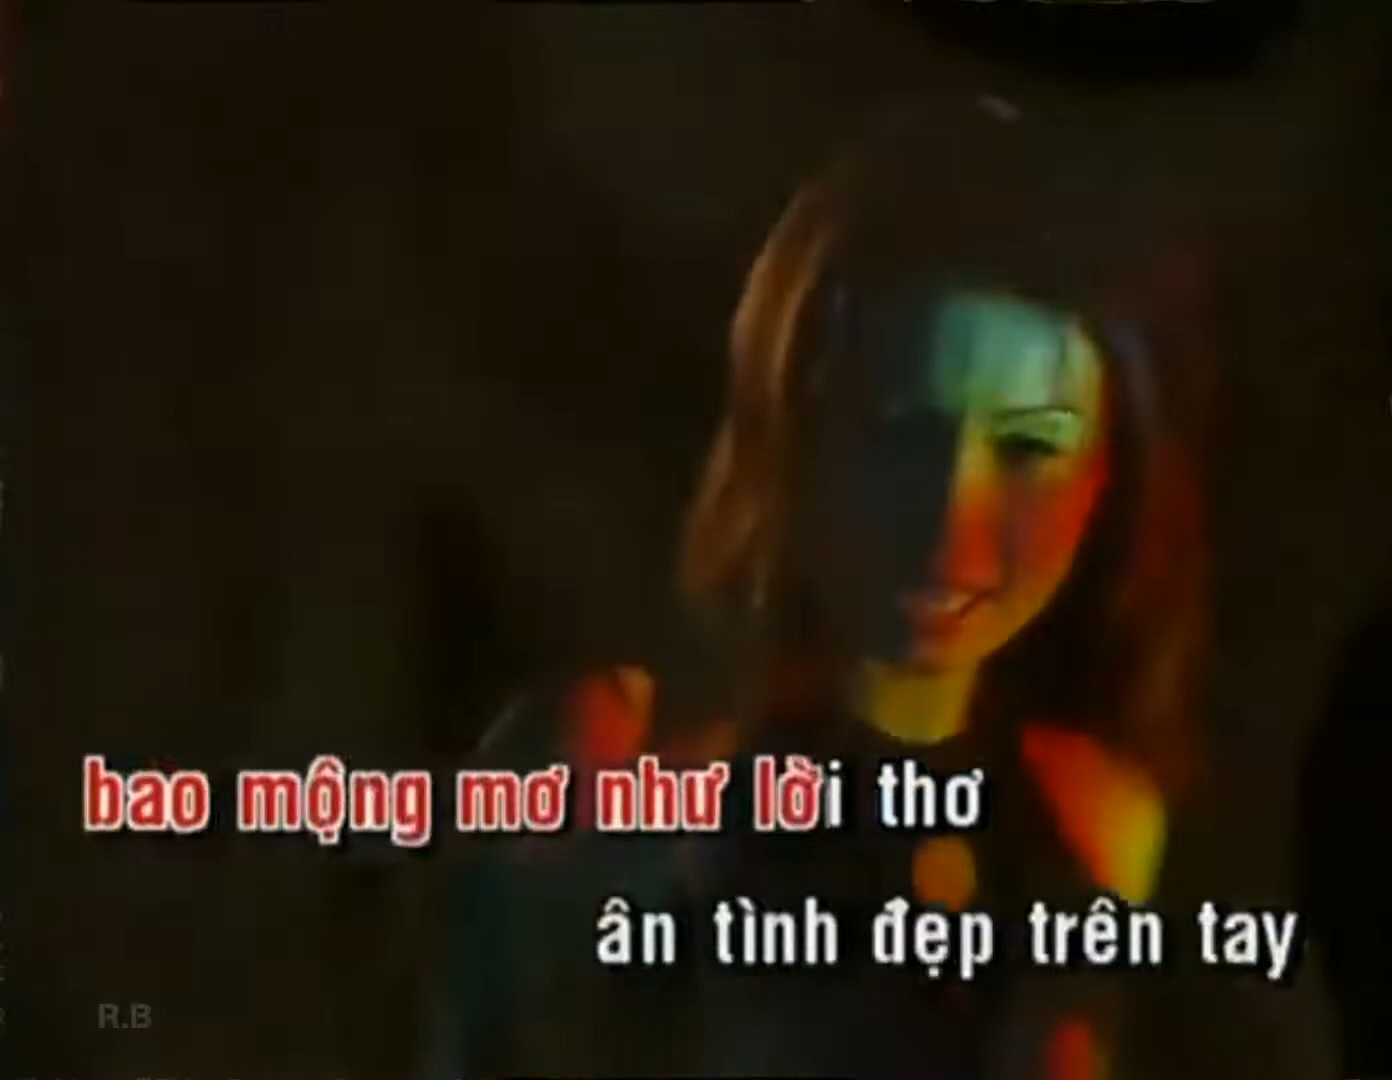 bao mộng mơ như lời thơ
ân tình đẹp trên tay
R.B